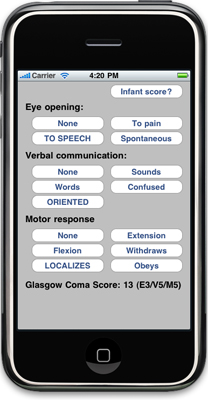 Carrier 4:20 PM
Infant score?
Eye opening:
None To pain
TO SPEECH Spontaneous
Verbal communication:
None Sounds
Words Confused
ORIENTED
Motor response
None Extension
Flexion Withdraws
LOCALIZES Obeys
Glasgow Coma Score: 13 (E3/V5/M5)